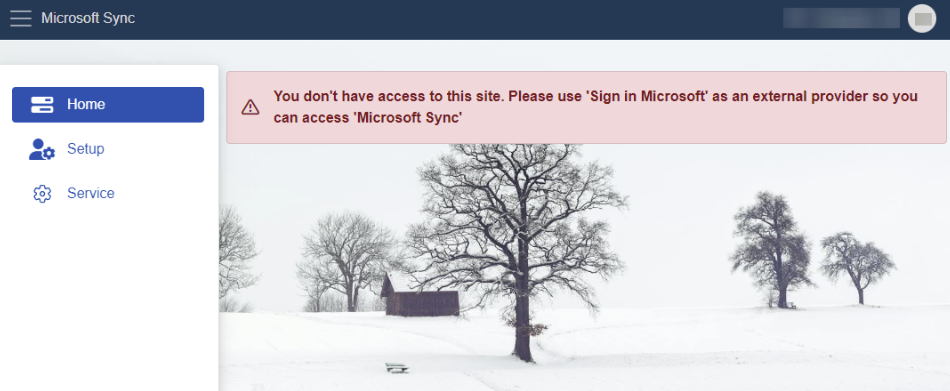 Microsoft Sync
You don't have access to this site. Please use 'Sign in Microsoft' as an external provider so you
can access 'Microsoft Sync'
Home
Setup
Service